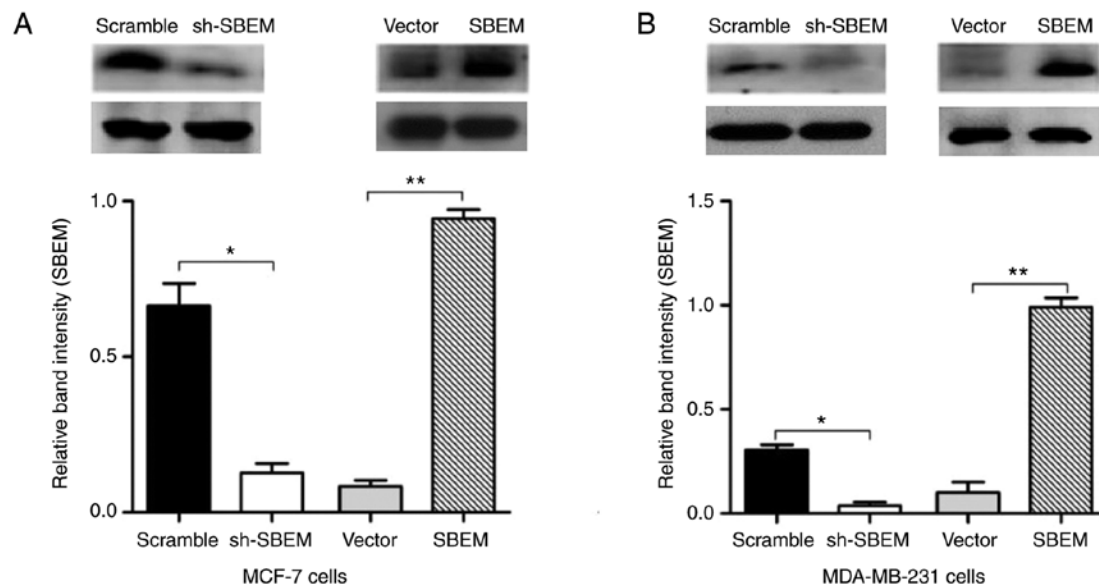 A
Scramble sh-SBEM
Vector SBEM
Relative band intensity (SBEM)
1.0
0.5
0.0
*
**
Scramble sh-SBEM Vector SBEM
MCF-7 cells
B
Scramble sh-SBEM
Vector SBEM
Relative band intensity (SBEM)
1.5
1.0
0.5
0.0
*
**
Scramble sh-SBEM Vector SBEM
MDA-MB-231 cells